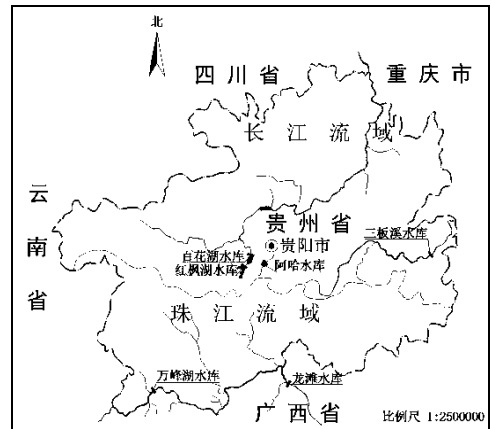 北
四川省
重庆市
长江流域
云南省
贵州省
贵阳市
三板溪水库
百花湖水库
红枫湖水库
阿哈水库
珠江流域
万峰湖水库
龙滩水库
广西省
比例尺 1:2500000